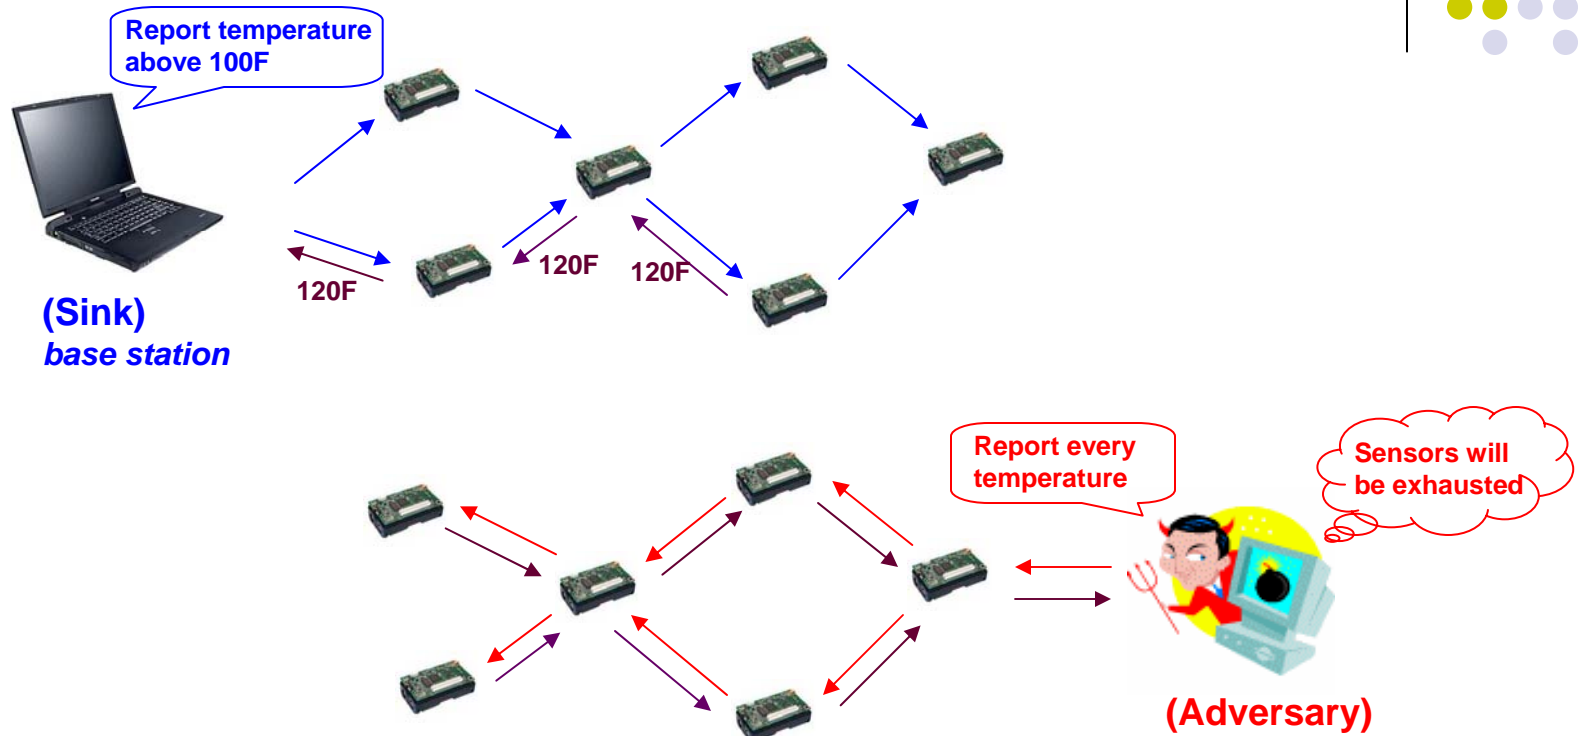 Report temperature
above 100F
120F
120F
120F
(Sink)
base station
Report every
temperature
Sensors will
be exhausted
(Adversary)